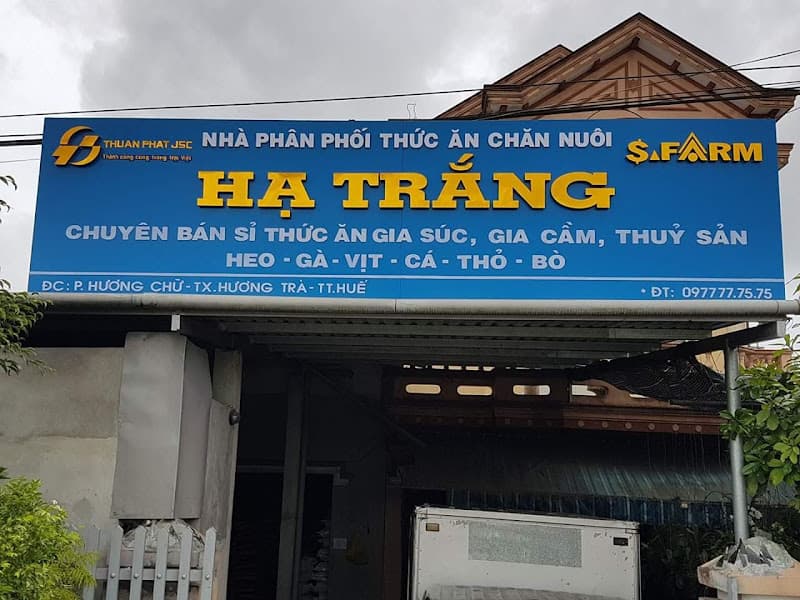 THUAN PHAT JSC
Thành công cùng nông trại Việt
NHÀ PHÂN PHỐI THỨC ĂN CHĂN NUÔI
S.FARM
HẠ TRẮNG
CHUYÊN BÁN SỈ THỨC ĂN GIA SÚC, GIA CẦM, THUỶ SẢN
HEO - GÀ - VỊT - CÁ - THỎ - BÒ
ĐC: P. HƯƠNG CHỮ - TX.HƯƠNG TRÀ - TT.HUẾ
* ĐT: 097777.75.75